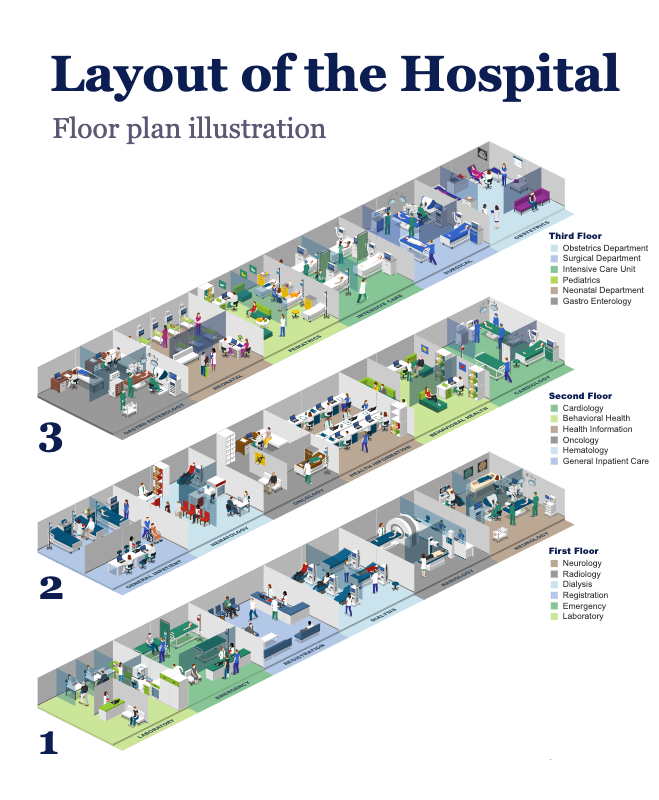 Layout of the Hospital
Floor plan illustration
OBSTETRICS
SURGICAL
INTENSIVE CARE
PEDIATRICS
NEONATAL
GASTRO ENTEROLOGY
3
Third Floor
Obstetrics Department
Surgical Department
Intensive Care Unit
Pediatrics
Neonatal Department
Gastro Enterology
CARDIOLOGY
BEHAVIORAL HEALTH
HEALTH INFORMATION
ONCOLOGY
HEMATOLOGY
GENERAL INPATIENT
2
Second Floor
Cardiology
Behavioral Health
Health Information
Oncology
Hematology
General Inpatient Care
NEUROLOGY
RADIOLOGY
DIALYSIS
REGISTRATION
EMERGENCY
LABORATORY
1
First Floor
Neurology
Radiology
Dialysis
Registration
Emergency
Laboratory